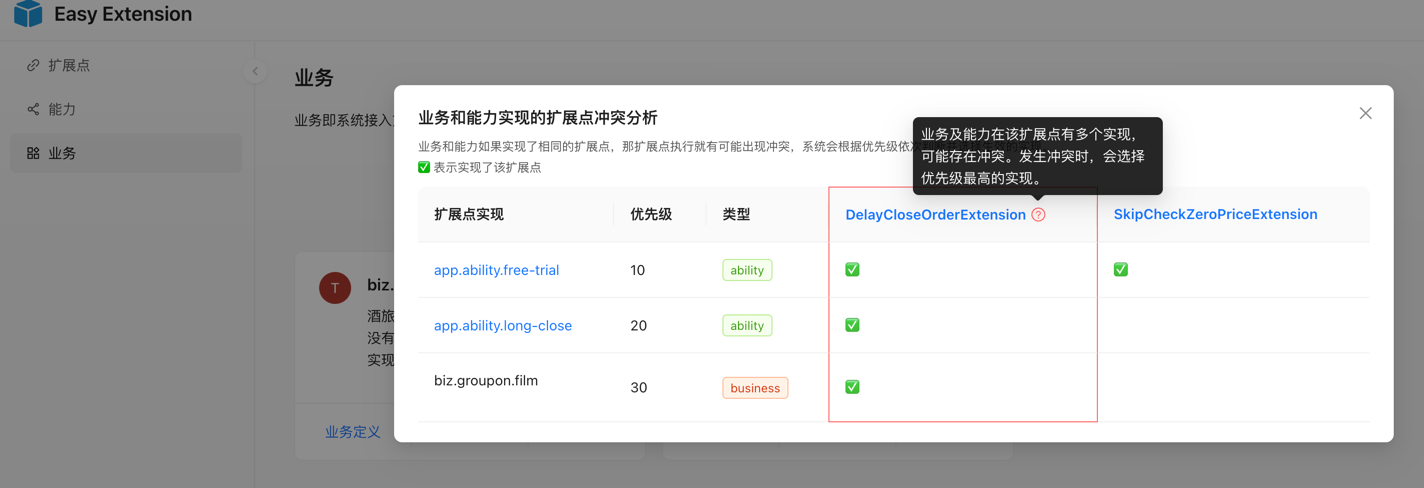 Easy Extension
扩展点
能力
业务
业务
业务即系统接入
业务和能力实现的扩展点冲突分析
业务和能力如果实现了相同的扩展点，那扩展点执行就有可能出现冲突，系统会根据优先级依次
✅ 表示实现了该扩展点
业务及能力在该扩展点有多个实现，
可能存在冲突。发生冲突时，会选择
优先级最高的实现。
扩展点实现 优先级 类型 DelayCloseOrderExtension ? SkipCheckZeroPriceExtension
app.ability.free-trial 10 ability ✅ ✅
app.ability.long-close 20 ability ✅
biz.groupon.film 30 business ✅
T
biz.
酒旅
没有
实现
业务定义